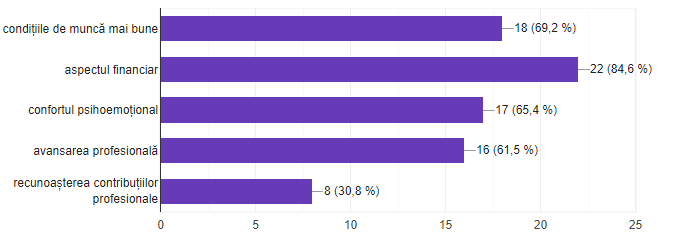 condițiile de muncă mai bune
18 (69,2 %)
aspectul financiar
22 (84,6 %)
confortul psihoemoțional
17 (65,4 %)
avansarea profesională
16 (61,5 %)
recunoașterea contribuțiilor
profesionale
8 (30,8 %)
0 5 10 15 20 25